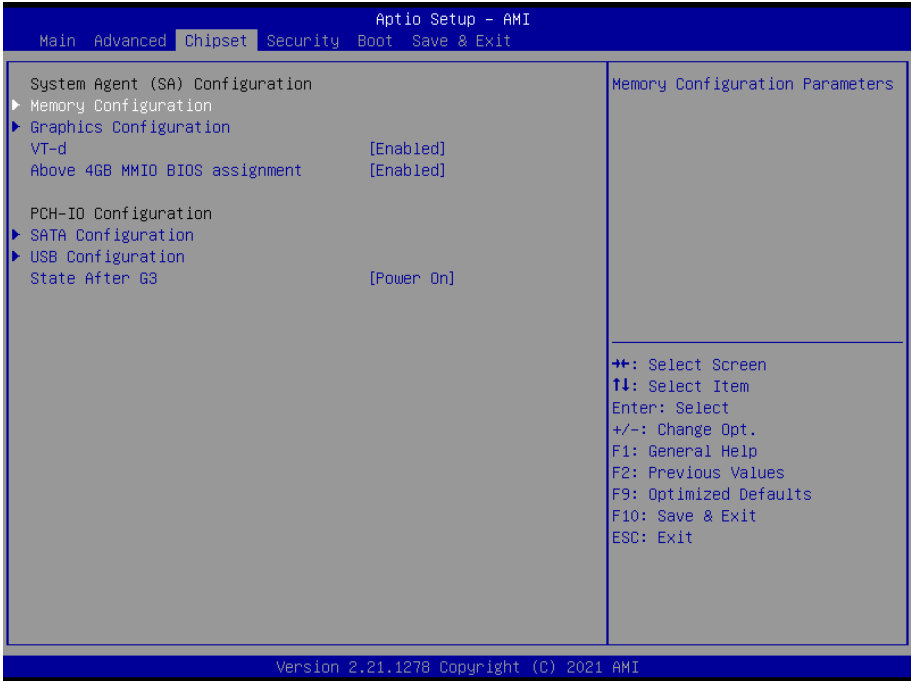 Aptio Setup – AMI
Main Advanced Chipset Security Boot Save & Exit
System Agent (SA) Configuration
Memory Configuration
Graphics Configuration
VT-d [Enabled]
Above 4GB MMIO BIOS assignment [Enabled]
PCH-IO Configuration
SATA Configuration
USB Configuration
State After G3 [Power On]
Memory Configuration Parameters
→←: Select Screen
↑↓: Select Item
Enter: Select
+/-: Change Opt.
F1: General Help
F2: Previous Values
F9: Optimized Defaults
F10: Save & Exit
ESC: Exit
Version 2.21.1278 Copyright (C) 2021 AMI